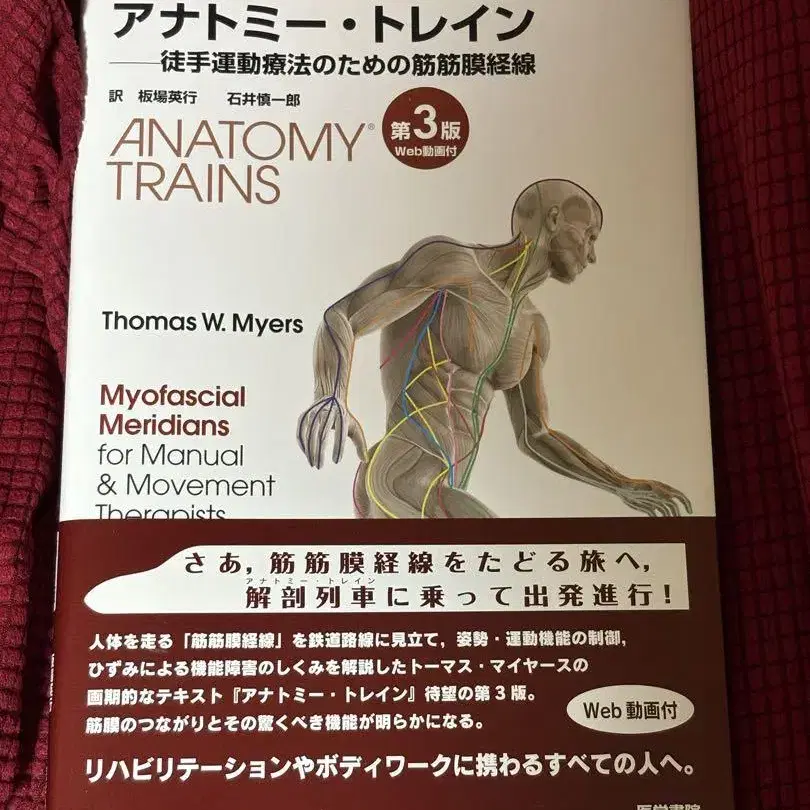 アナトミー・トレイン
——徒手運動療法のための筋筋膜経線
訳 板場英行 石井慎一郎
ANATOMY®
TRAINS
第3版
Web動画付
Thomas W. Myers
Myofascial
Meridians
for Manual
& Movement
Therapists
さあ,筋筋膜経線をたどる旅へ,
アナトミー・トレイン
解剖列車に乗って出発進行!
人体を走る「筋筋膜経線」を鉄道路線に見立て,姿勢・運動機能の制御,
ひずみによる機能障害のしくみを解説したトーマス・マイヤースの
画期的なテキスト『アナトミー・トレイン』待望の第3版。
筋膜のつながりとその驚くべき機能が明らかになる。
Web動画付
リハビリテーションやボディワークに携わるすべての人へ。
医学書院